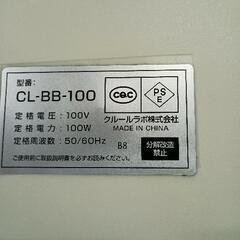 型番:
CL-BB-100
定格電圧:100V
定格電力:100W
定格周波数:50/60Hz
ご使用前に取扱説明書を必ずお読みください。
cec
PS
E
クルールラボ株式会社
MADE IN CHINA
B8
分解改造
禁止